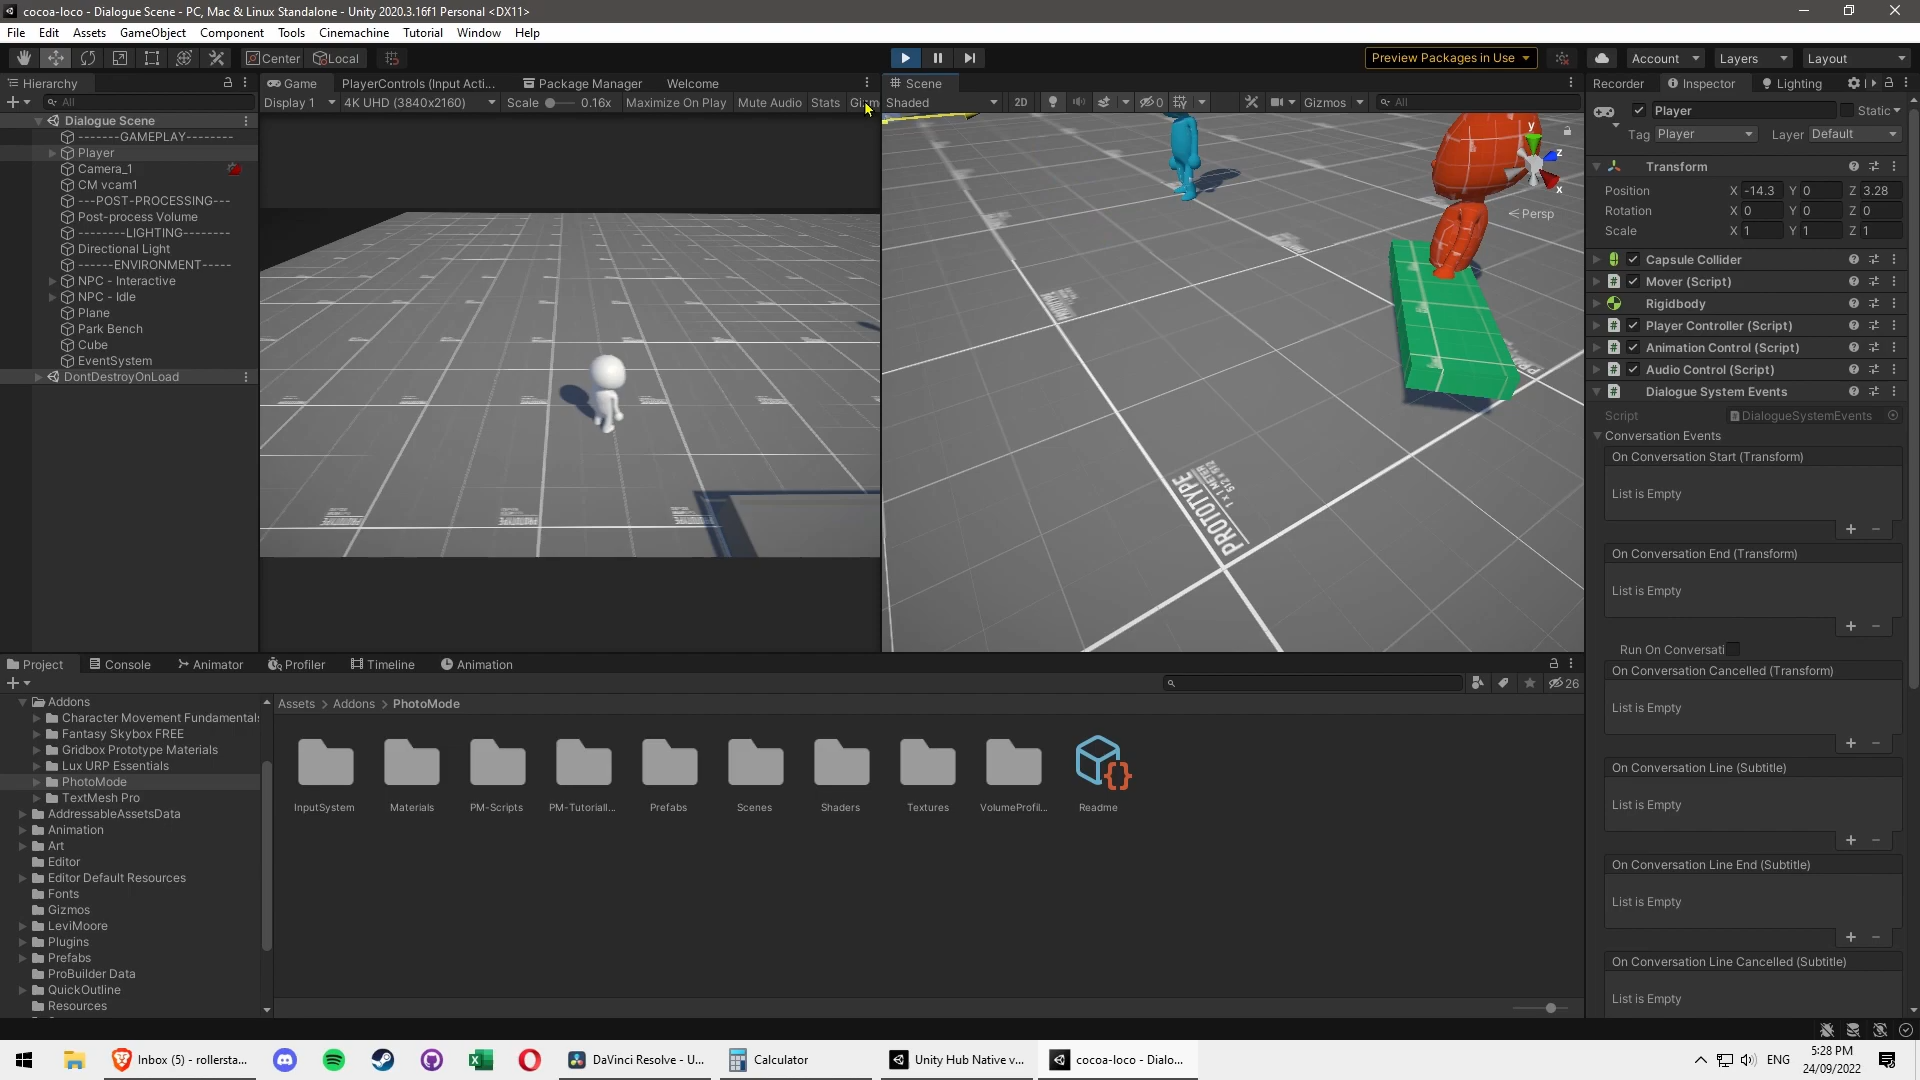 cocoa-loco - Dialogue Scene - PC, Mac & Linux Standalone - Unity 2020.3.16f1 Personal <DX11>
File Edit Assets GameObject Component Tools Cinemachine Tutorial Window Help
Center Local Preview Packages in Use Account Layers Layout
Hierarchy
All
Dialogue Scene
-------GAMEPLAY--------
Player
Camera_1
CM vcam1
---POST-PROCESSING---
Post-process Volume
--------LIGHTING--------
Directional Light
------ENVIRONMENT-----
NPC - Interactive
NPC - Idle
Plane
Park Bench
Cube
EventSystem
DontDestroyOnLoad
Game PlayerControls (Input Acti... Package Manager Welcome
Display 1 4K UHD (3840x2160) Scale 0.16x Maximize On Play Mute Audio Stats Gizm
Scene
Shaded 2D 0 Gizmos All
y
z
x
Persp
PROTOTYPE
1 X 1 METER
512 x 512
Recorder Inspector Lighting
Player Static
Tag Player Layer Default
Transform
Position X -14.3 Y 0 Z 3.28
Rotation X 0 Y 0 Z 0
Scale X 1 Y 1 Z 1
Capsule Collider
Mover (Script)
Rigidbody
Player Controller (Script)
Animation Control (Script)
Audio Control (Script)
Dialogue System Events
Script DialogueSystemEvents
Conversation Events
On Conversation Start (Transform)
List is Empty
On Conversation End (Transform)
List is Empty
Run On Conversati
On Conversation Cancelled (Transform)
List is Empty
On Conversation Line (Subtitle)
List is Empty
On Conversation Line End (Subtitle)
List is Empty
On Conversation Line Cancelled (Subtitle)
List is Empty
Project Console Animator Profiler Timeline Animation
26
Addons
Character Movement Fundamentals
Fantasy Skybox FREE
Gridbox Prototype Materials
Lux URP Essentials
PhotoMode
TextMesh Pro
AddressableAssetsData
Animation
Art
Editor
Editor Default Resources
Fonts
Gizmos
LeviMoore
Plugins
Prefabs
ProBuilder Data
QuickOutline
Resources
Assets > Addons > PhotoMode
InputSystem Materials PM-Scripts PM-Tutoriall... Prefabs Scenes Shaders Textures VolumeProfil... Readme
Inbox (5) - rollersta... DaVinci Resolve - U... Calculator Unity Hub Native v... cocoa-loco - Dialo... ENG
5:28 PM
24/09/2022